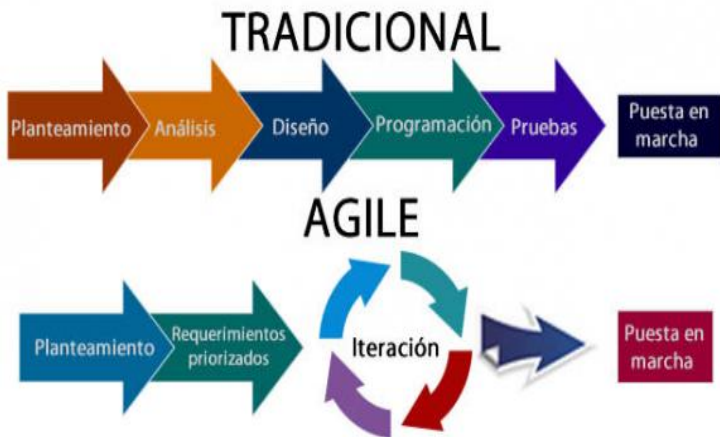 TRADICIONAL
Planteamiento
Análisis
Diseño
Programación
Pruebas
Puesta en
marcha
AGILE
Planteamiento
Requerimientos
priorizados
Iteración
Puesta en
marcha